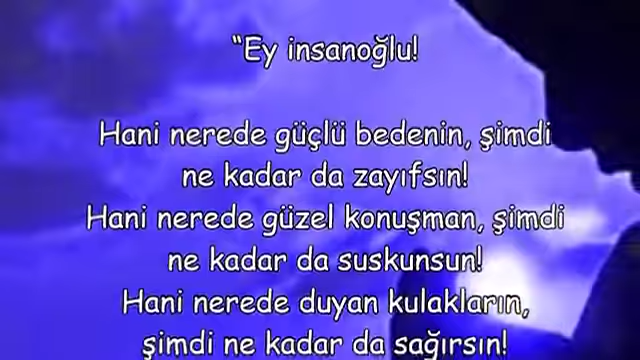 “Ey insanoğlu!
Hani nerede güçlü bedenin, şimdi
ne kadar da zayıfsın!
Hani nerede güzel konuşman, şimdi
ne kadar da suskunsun!
Hani nerede duyan kulakların,
şimdi ne kadar da sağırsın!